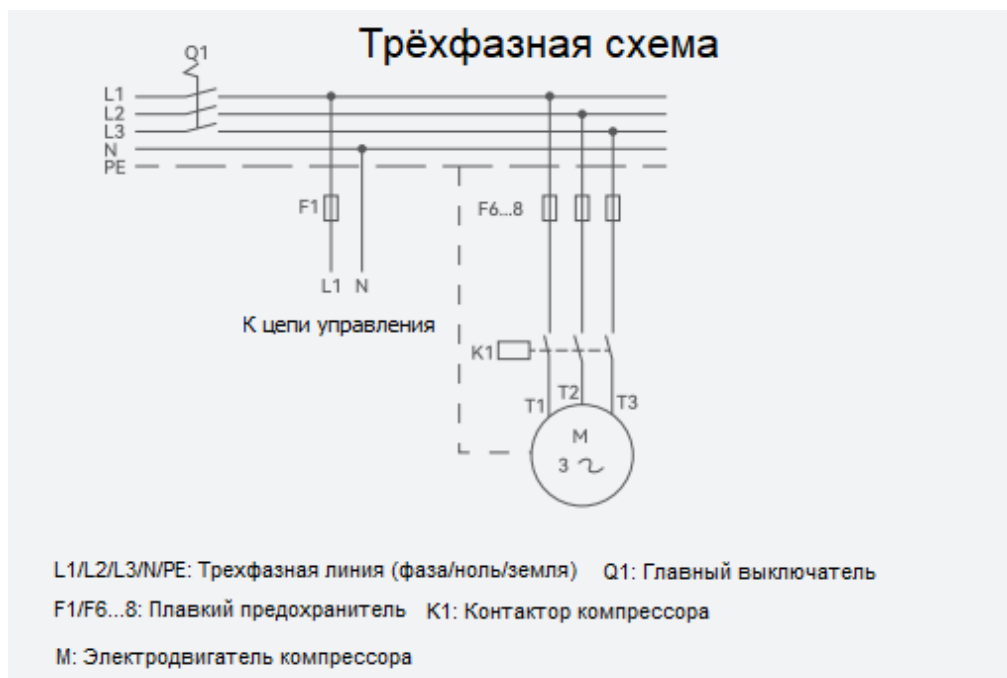 Трёхфазная схема
Q1
L1
L2
L3
N
PE
F1
F6...8
L1 N
К цепи управления
K1
T1
T2
T3
M
3
L1/L2/L3/N/PE: Трехфазная линия (фаза/ноль/земля) Q1: Главный выключатель
F1/F6...8: Плавкий предохранитель K1: Контактор компрессора
M: Электродвигатель компрессора